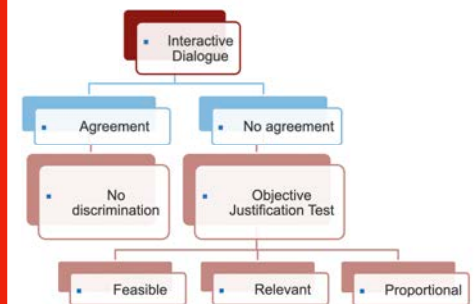 Interactive
Dialogue
Agreement
No agreement
No
discrimination
Objective
Justification Test
Feasible
Relevant
Proportional